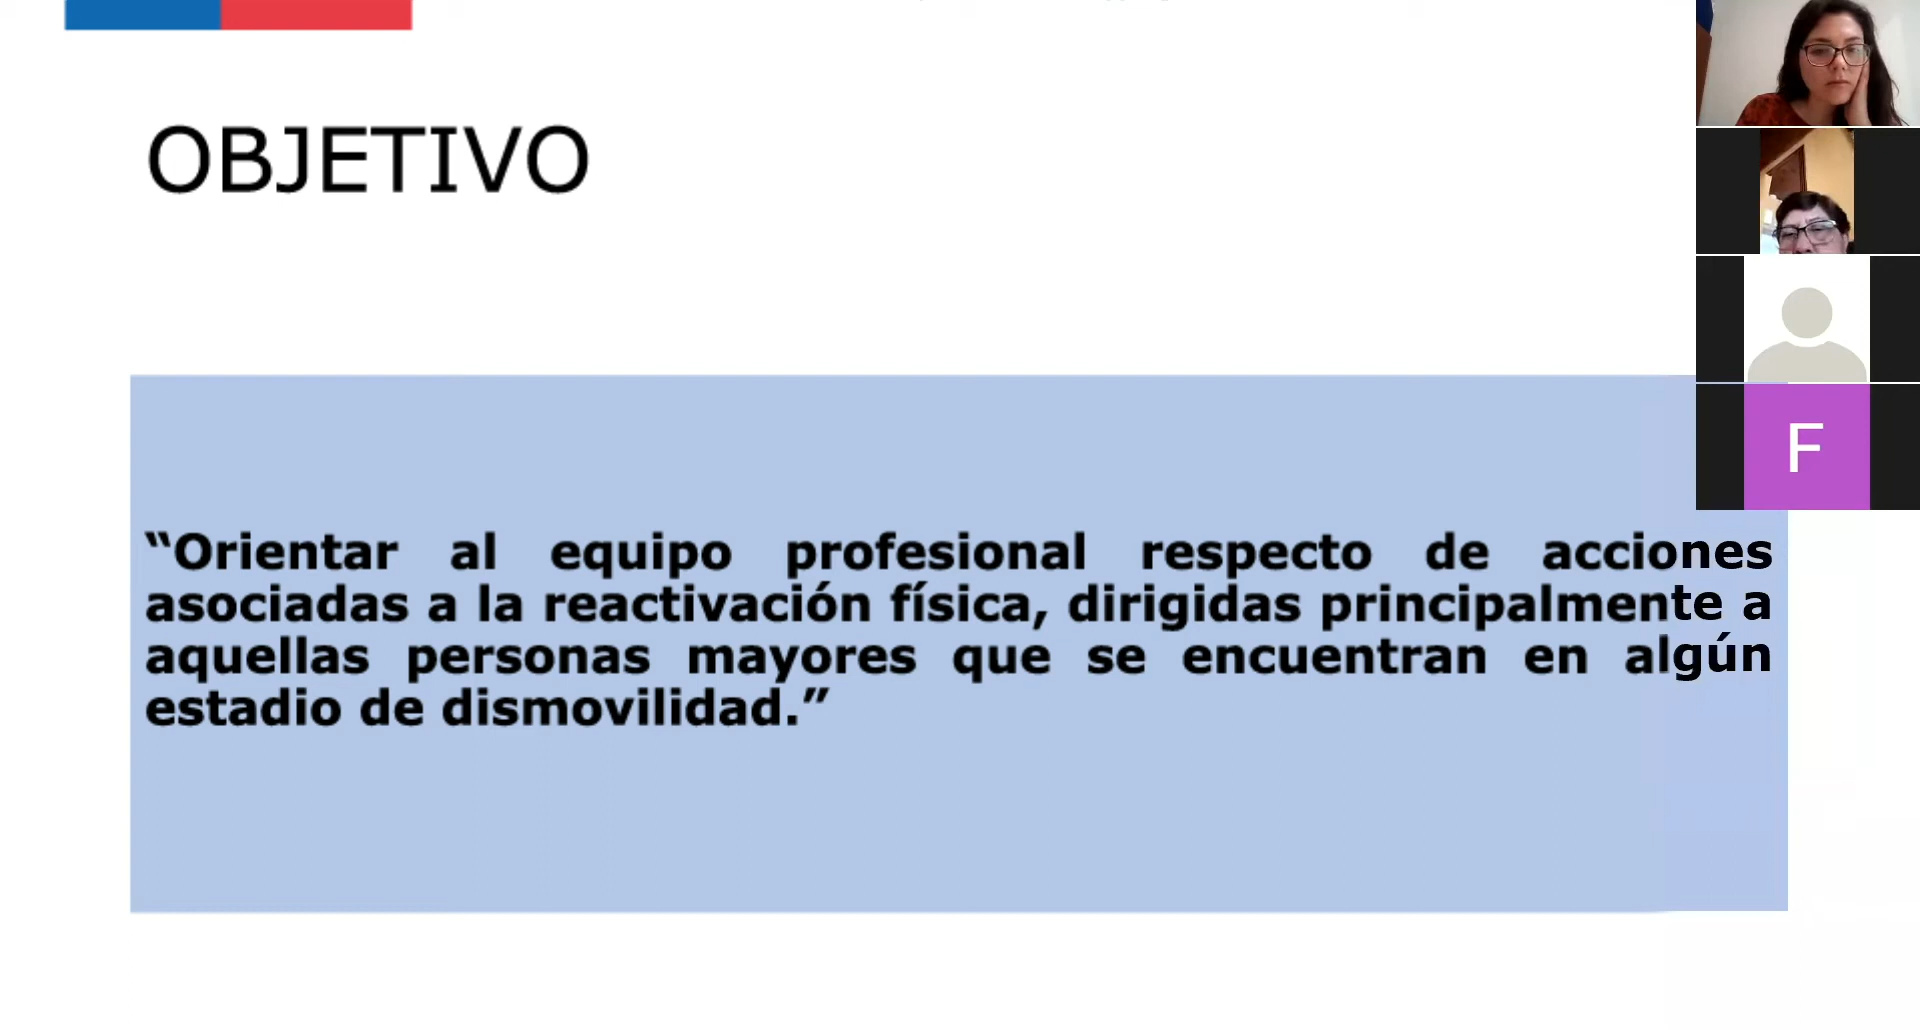 OBJETIVO
“Orientar al equipo profesional respecto de acciones
asociadas a la reactivación física, dirigidas principalmente a
aquellas personas mayores que se encuentran en algún
estadio de dismovilidad.”
F